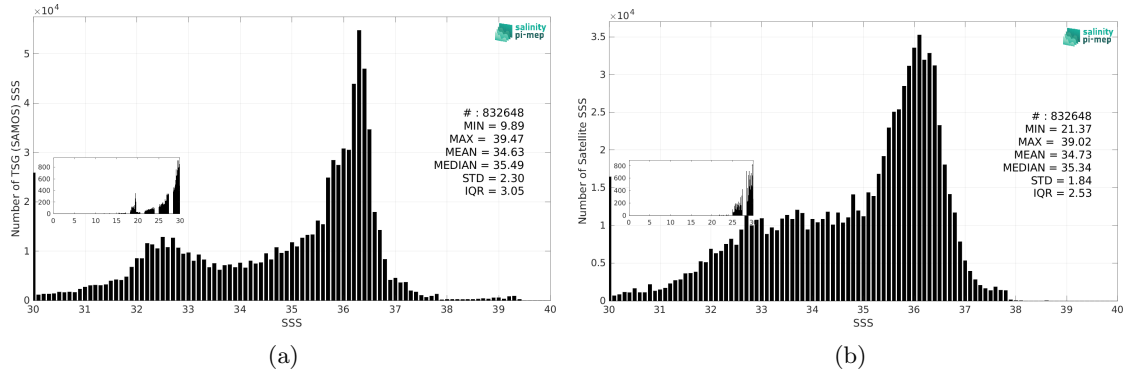 ×10⁴
salinity
pi-mep
Number of TSG (SAMOS) SSS
5
4
3
2
1
0
# : 832648
MIN = 9.89
MAX = 39.47
MEAN = 34.63
MEDIAN = 35.49
STD = 2.30
IQR = 3.05
800
600
400
200
0
0 5 10 15 20 25 30
30 31 32 33 34 35 36 37 38 39 40
SSS
(a)
×10⁴
salinity
pi-mep
Number of Satellite SSS
3.5
3
2.5
2
1.5
1
0.5
0
# : 832648
MIN = 21.37
MAX = 39.02
MEAN = 34.73
MEDIAN = 35.34
STD = 1.84
IQR = 2.53
800
600
400
200
0
0 5 10 15 20 25 30
30 31 32 33 34 35 36 37 38 39 40
SSS
(b)